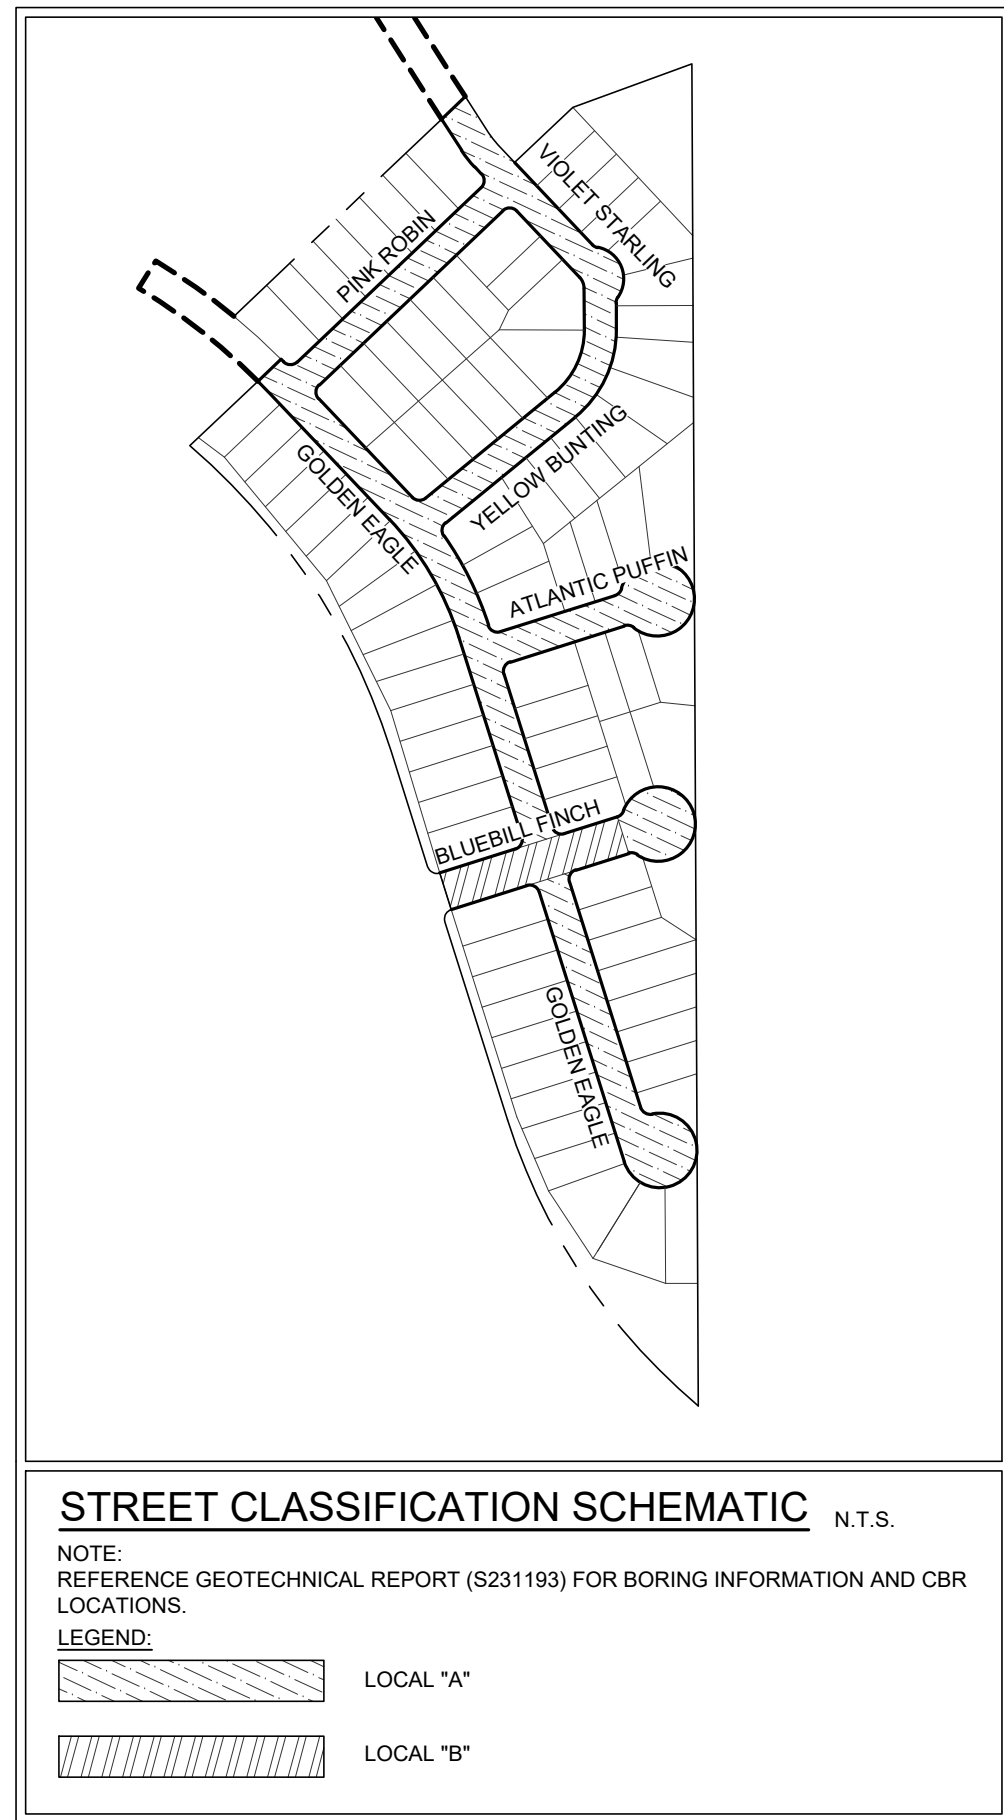 VIOLET STARLING
PINK ROBIN
GOLDEN EAGLE
YELLOW BUNTING
ATLANTIC PUFFIN
BLUEBILL FINCH
GOLDEN EAGLE
STREET CLASSIFICATION SCHEMATIC N.T.S.
NOTE:
REFERENCE GEOTECHNICAL REPORT (S231193) FOR BORING INFORMATION AND CBR
LOCATIONS.
LEGEND:
LOCAL "A"
LOCAL "B"